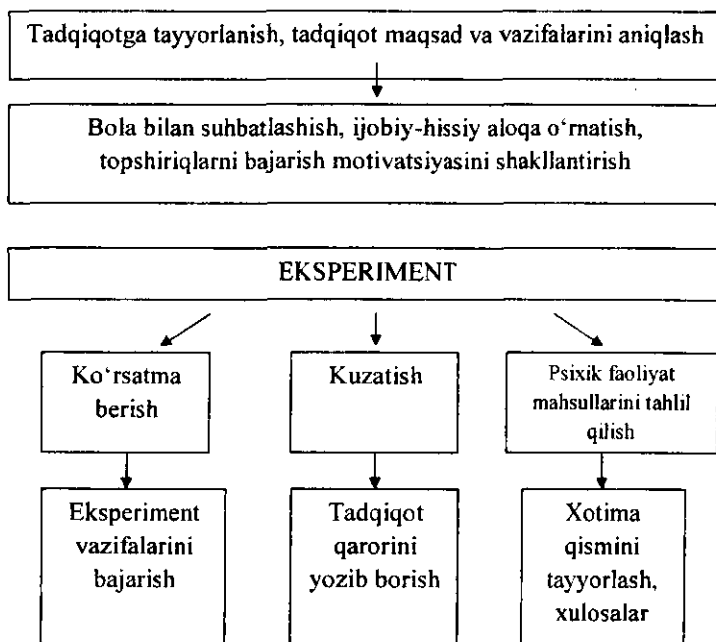 Tadqiqotga tayyorlanish, tadqiqot maqsad va vazifalarini aniqlash
Bola bilan suhbatlashish, ijobiy-hissiy aloqa o‘rnatish,
topshiriqlarni bajarish motivatsiyasini shakllantirish
EKSPERIMENT
Ko‘rsatma
berish
Kuzatish
Psixik faoliyat
mahsullarini tahlil
qilish
Eksperiment
vazifalarini
bajarish
Tadqiqot
qarorini
yozib borish
Xotima
qismini
tayyorlash,
xulosalar